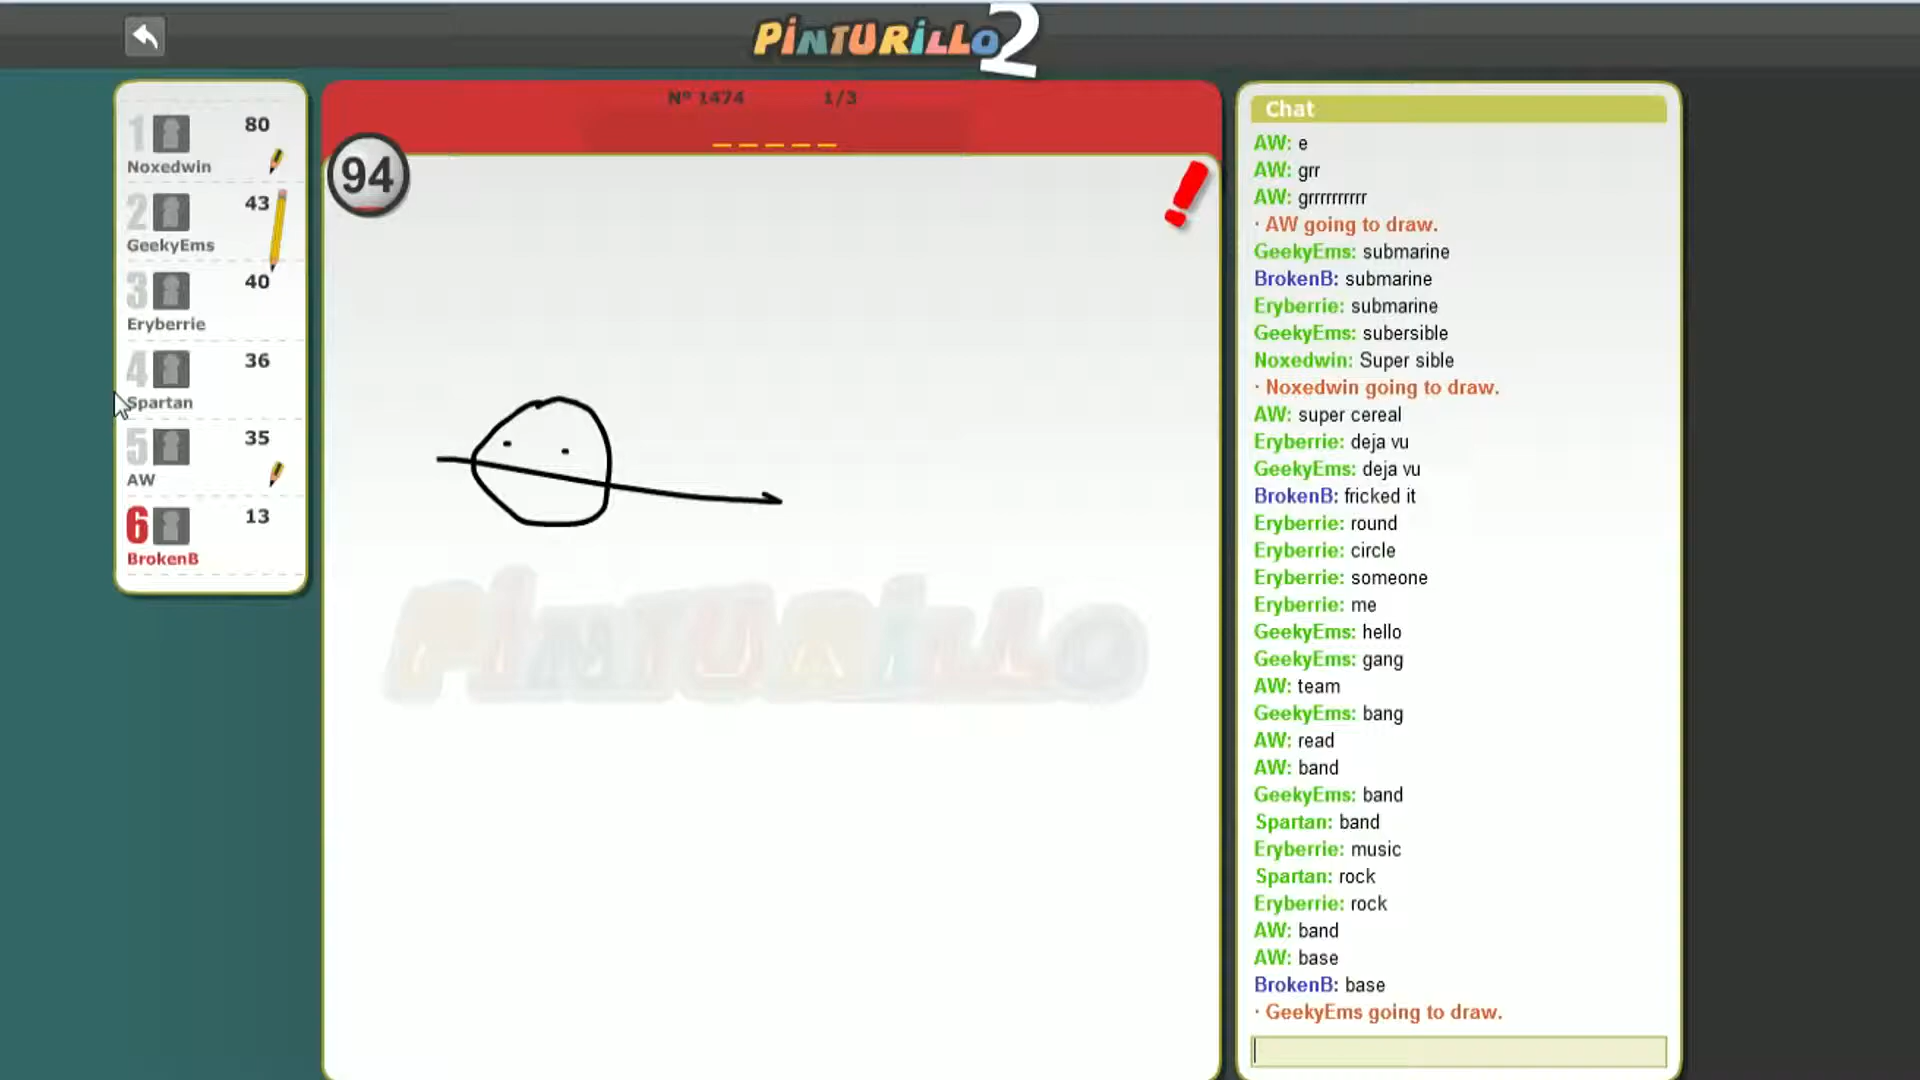 PINTURILLO2
Nº 1474 1/3
_ _ _ _ _
94
1 80
Noxedwin
2 43
GeekyEms
3 40
Eryberrie
4 36
Spartan
5 35
AW
6 13
BrokenB
PINTURILLO
Chat
AW: e
AW: grr
AW: grrrrrrrrrr
· AW going to draw.
GeekyEms: submarine
BrokenB: submarine
Eryberrie: submarine
GeekyEms: subersible
Noxedwin: Super sible
· Noxedwin going to draw.
AW: super cereal
Eryberrie: deja vu
GeekyEms: deja vu
BrokenB: fricked it
Eryberrie: round
Eryberrie: circle
Eryberrie: someone
Eryberrie: me
GeekyEms: hello
GeekyEms: gang
AW: team
GeekyEms: bang
AW: read
AW: band
GeekyEms: band
Spartan: band
Eryberrie: music
Spartan: rock
Eryberrie: rock
AW: band
AW: base
BrokenB: base
· GeekyEms going to draw.